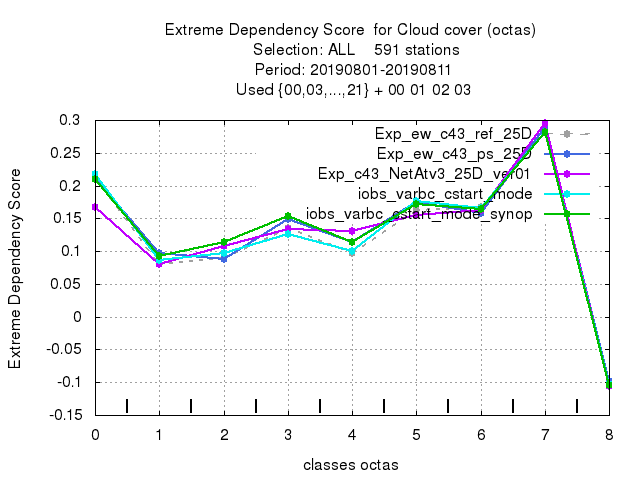 Extreme Dependency Score  for Cloud cover (octas)
Selection: ALL    591 stations
Period: 20190801-20190811
Used {00,03,...,21} + 00 01 02 03
Extreme Dependency Score
0.3
0.25
0.2
0.15
0.1
0.05
0
-0.05
-0.1
-0.15
Exp_ew_c43_ref_25D
Exp_ew_c43_ps_25D
Exp_c43_NetAtv3_25D_ver01
iobs_varbc_cstart_mode
iobs_varbc_cstart_mode_synop
0 1 2 3 4 5 6 7 8
classes octas